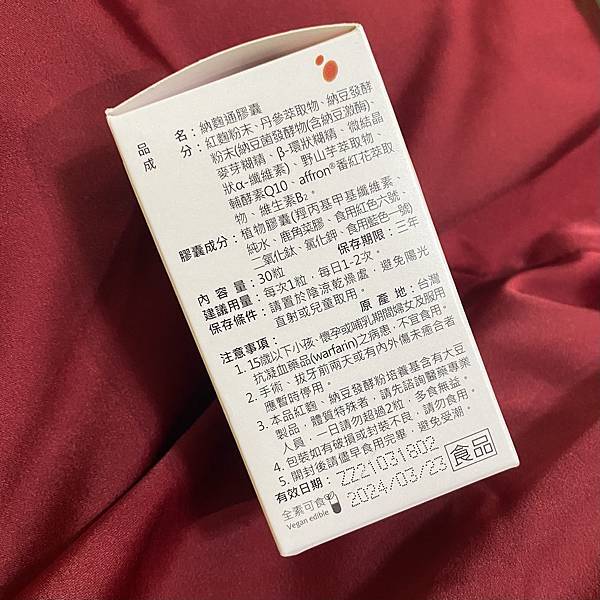 品　　名：納麴通膠囊
成　　分：紅麴粉末、丹參萃取物、納豆發酵
粉末(納豆菌發酵物(含納豆激酶)、
麥芽糊精、β-環狀糊精、微結晶
狀α-纖維素)、野山芋萃取物、
輔酵素Q10、affron®番紅花萃取
物、維生素B₂。
膠囊成分：植物膠囊(羥丙基甲基纖維素、
純水、鹿角菜膠、食用紅色六號、
二氧化鈦、氯化鉀、食用藍色一號)
內 容 量：30粒　保存期限：三年
建議用量：每次1粒，每日1-2次。
保存條件：請置於陰涼乾燥處，避免陽光
直射或兒童取用。　原 產 地：台灣
注意事項：
1. 15歲以下小孩、懷孕或哺乳期間婦女及服用
抗凝血藥品(warfarin)之病患，不宜食用。
2. 手術、拔牙前兩天或有內外傷未癒合者
應暫時停用。
3. 本品紅麴、納豆發酵粉培養基含有大豆
製品，體質特殊者，請先諮詢醫藥專業
人員，一日請勿超過2粒，多食無益。
4. 包裝如有破損或封裝不良，請勿食用。
5. 開封後請儘早食用完畢，避免受潮。
有效日期：ZZ21031802
2024/03/23
食品
全素可食
Vegan edible